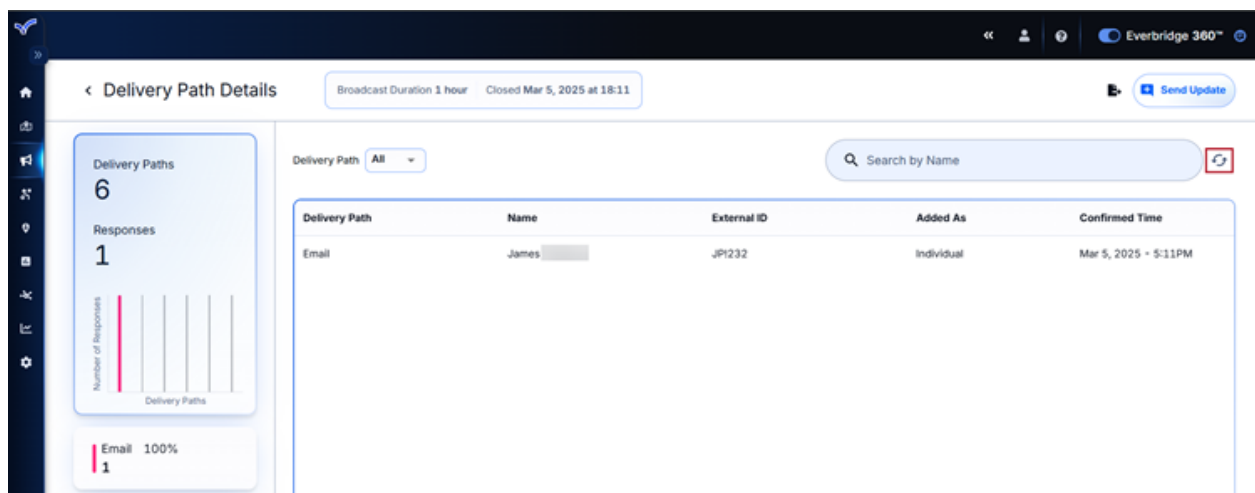 Everbridge 360™
Delivery Path Details
Broadcast Duration 1 hour Closed Mar 5, 2025 at 18:11
Send Update
Delivery Paths
6
Responses
1
Number of Responses
Delivery Paths
Email 100%
1
Delivery Path All
Search by Name
Delivery Path Name External ID Added As Confirmed Time
Email James JP1232 Individual Mar 5, 2025 - 5:11PM